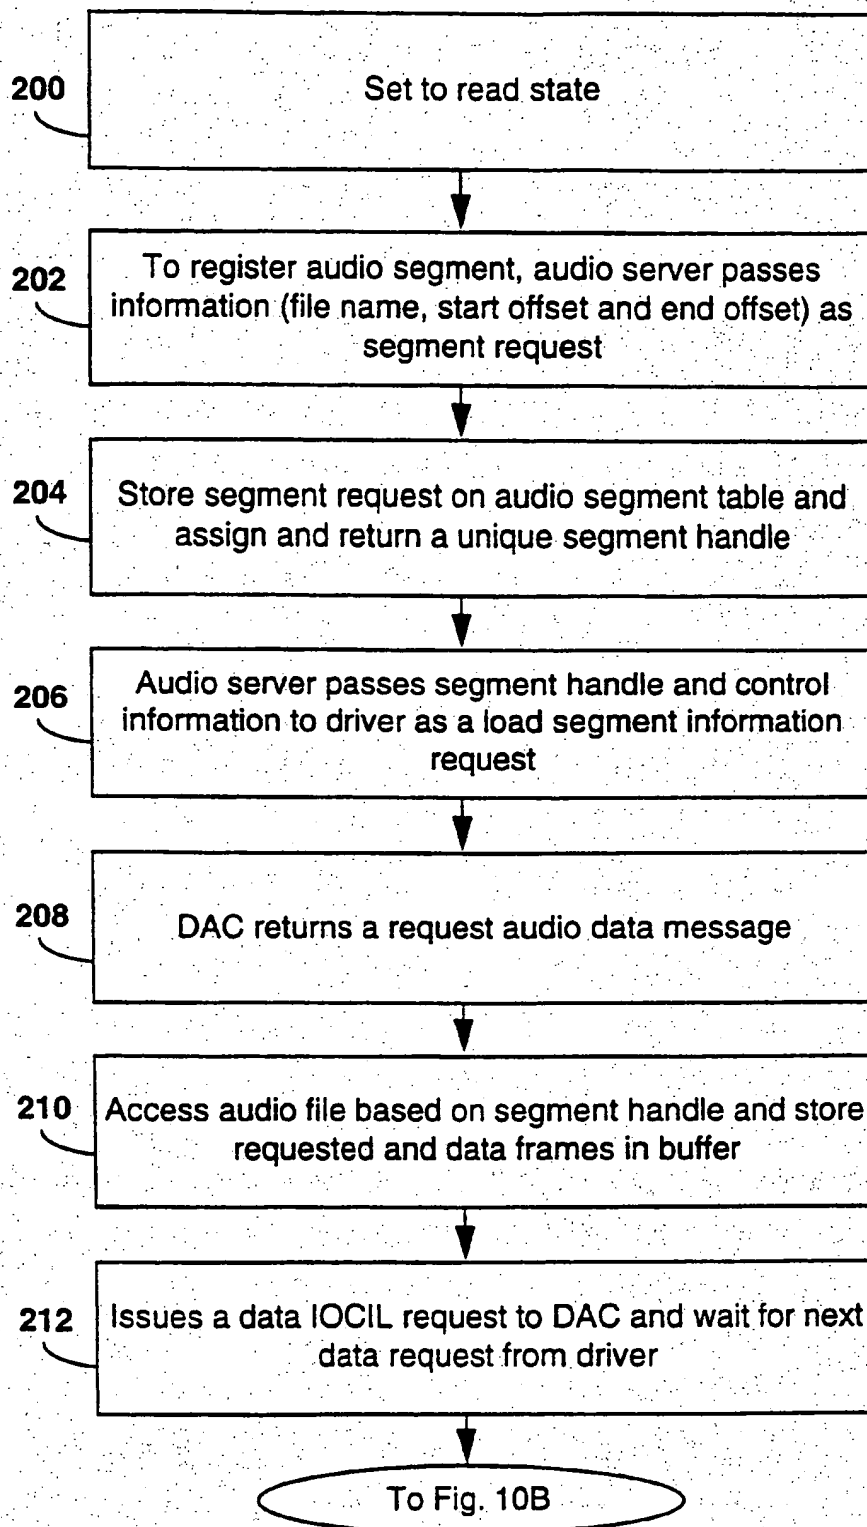 200
Set to read state
202
To register audio segment, audio server passes
information (file name, start offset and end offset) as
segment request
204
Store segment request on audio segment table and
assign and return a unique segment handle
206
Audio server passes segment handle and control
information to driver as a load segment information
request
208
DAC returns a request audio data message
210
Access audio file based on segment handle and store
requested and data frames in buffer
212
Issues a data IOCIL request to DAC and wait for next
data request from driver
To Fig. 10B